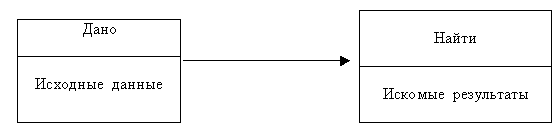 Дано
Исходные данные
Найти
Искомые результаты